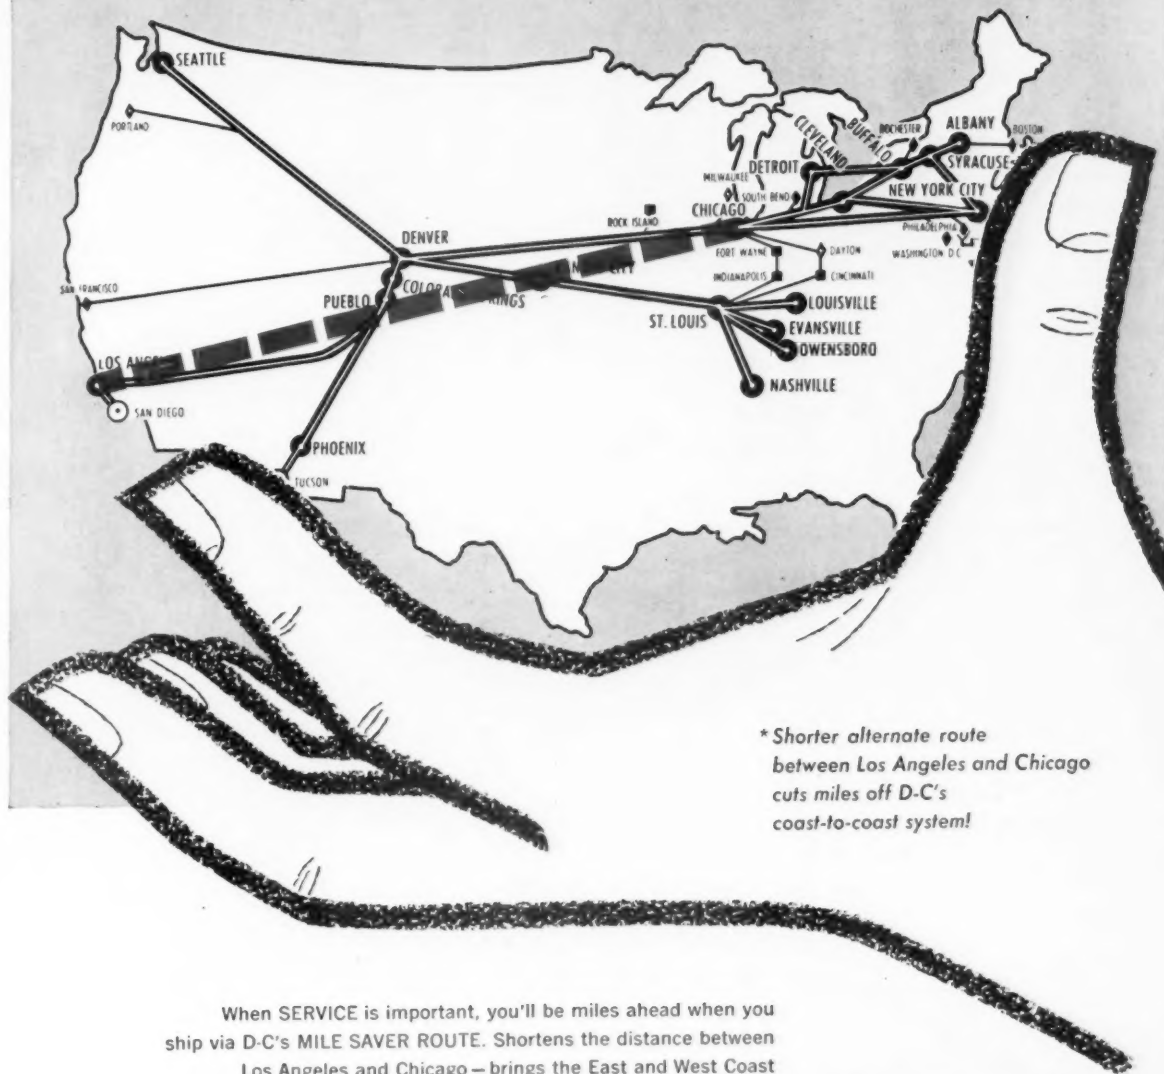 SEATTLE
PORTLAND
ROCHESTER
ALBANY
BOSTON
BUFFALO
CLEVELAND
SYRACUSE
DETROIT
MILWAUKEE
SOUTH BEND
NEW YORK CITY
CHICAGO
ROCK ISLAND
PHILADELPHIA
WASHINGTON D.C.
DENVER
FORT WAYNE
DAYTON
INDIANAPOLIS
CINCINNATI
SAN FRANCISCO
PUEBLO
LOUISVILLE
ST. LOUIS
EVANSVILLE
OWENSBORO
NASHVILLE
LOS
SAN DIEGO
PHOENIX
TUCSON
* Shorter alternate route
between Los Angeles and Chicago
cuts miles off D-C's
coast-to-coast system!
When SERVICE is important, you'll be miles ahead when you
ship via D-C's MILE SAVER ROUTE. Shortens the distance between
Los Angeles and Chicago — brings the East and West Coast